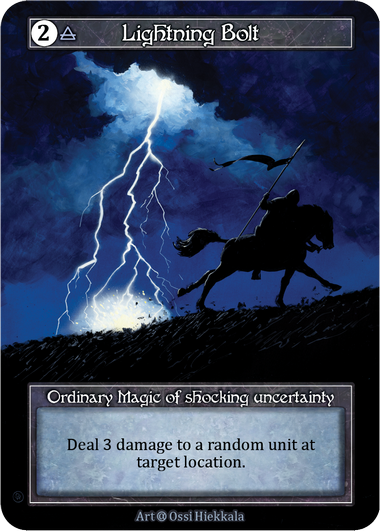 2
Lightning Bolt
Ordinary Magic of shocking uncertainty
Deal 3 damage to a random unit at
target location.
Art @ Ossi Hiekkala